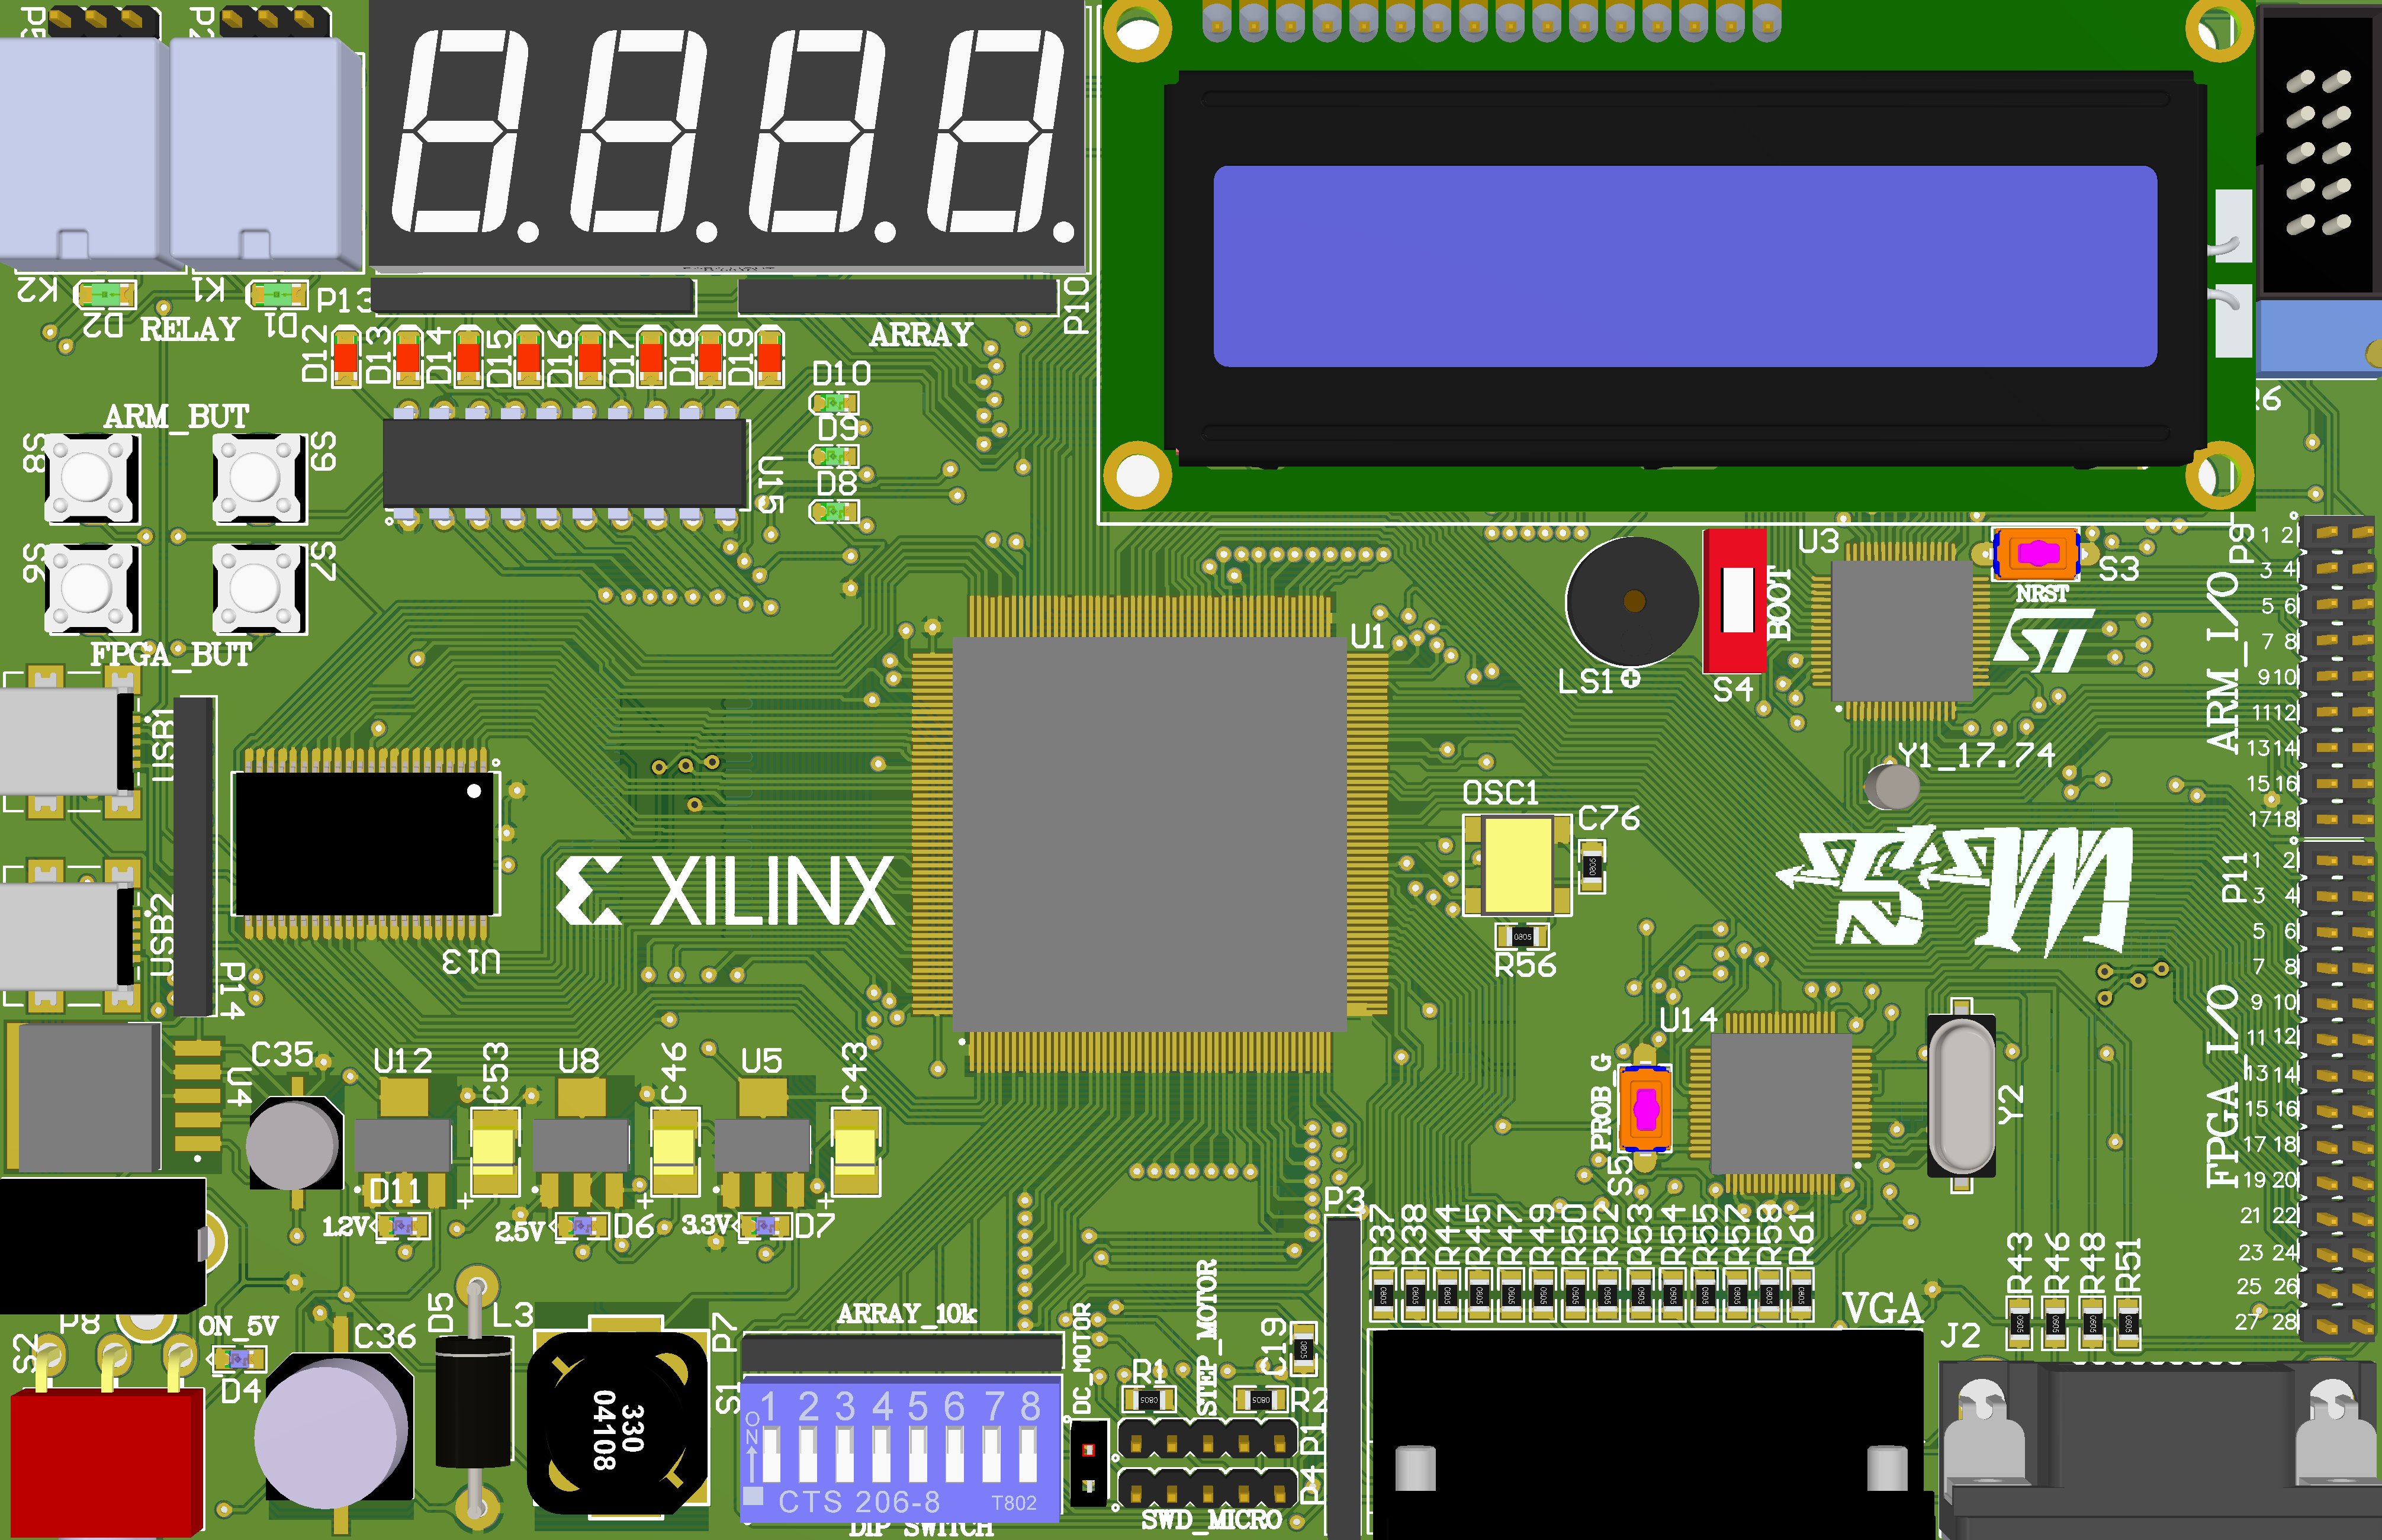 P2
K2
K1
D2
D1
RELAY
P13
P10
ARRAY
D12
D13
D14
D15
D16
D17
D18
D19
D10
D9
D8
U15
ARM_BUT
S8
S9
S6
S7
FPGA_BUT
USB1
USB2
P14
U13
XILINX
U1
LS1
S4
BOOT
U3
S3
NRST
ST
Y1_17.74
OSC1
C76
R56
P9
ARM_I/O
1 2
3 4
5 6
7 8
9 10
11 12
13 14
15 16
17 18
P11
FPGA_I/O
1 2
3 4
5 6
7 8
9 10
11 12
13 14
15 16
17 18
19 20
21 22
23 24
25 26
27 28
U14
PROB_G
S5
Y2
U4
C35
U12
C53
U8
C46
U5
C43
D11
1.2V
2.5V
D6
3.3V
D7
P8
S2
ON_5V
D4
C36
D5
L3
330
04108
P7
ARRAY_10k
S1
1 2 3 4 5 6 7 8
ON
CTS 206-8
T802
DIP SWITCH
DC_MOTOR
STEP_MOTOR
R1
C19
R2
P1
P4
SWD_MICRO
P3
R37
R38
R44
R45
R47
R49
R50
R52
R53
R54
R55
R57
R58
R61
VGA
R43
R46
R48
R51
J2